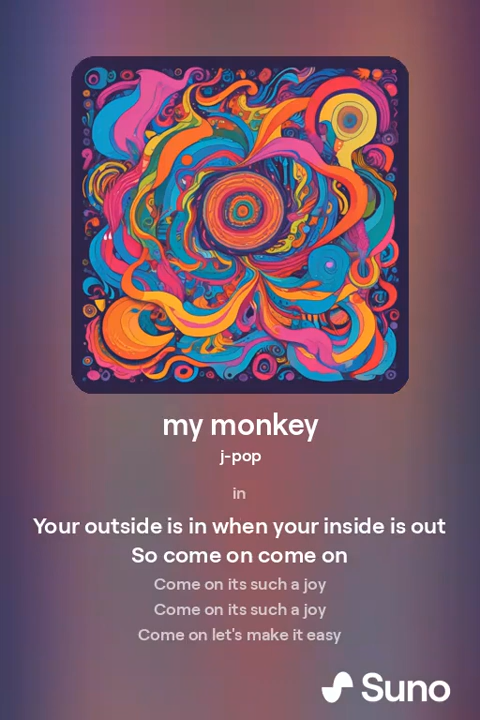 my monkey
j-pop
in
Your outside is in when your inside is out
So come on come on
Come on its such a joy
Come on its such a joy
Come on let's make it easy
Suno